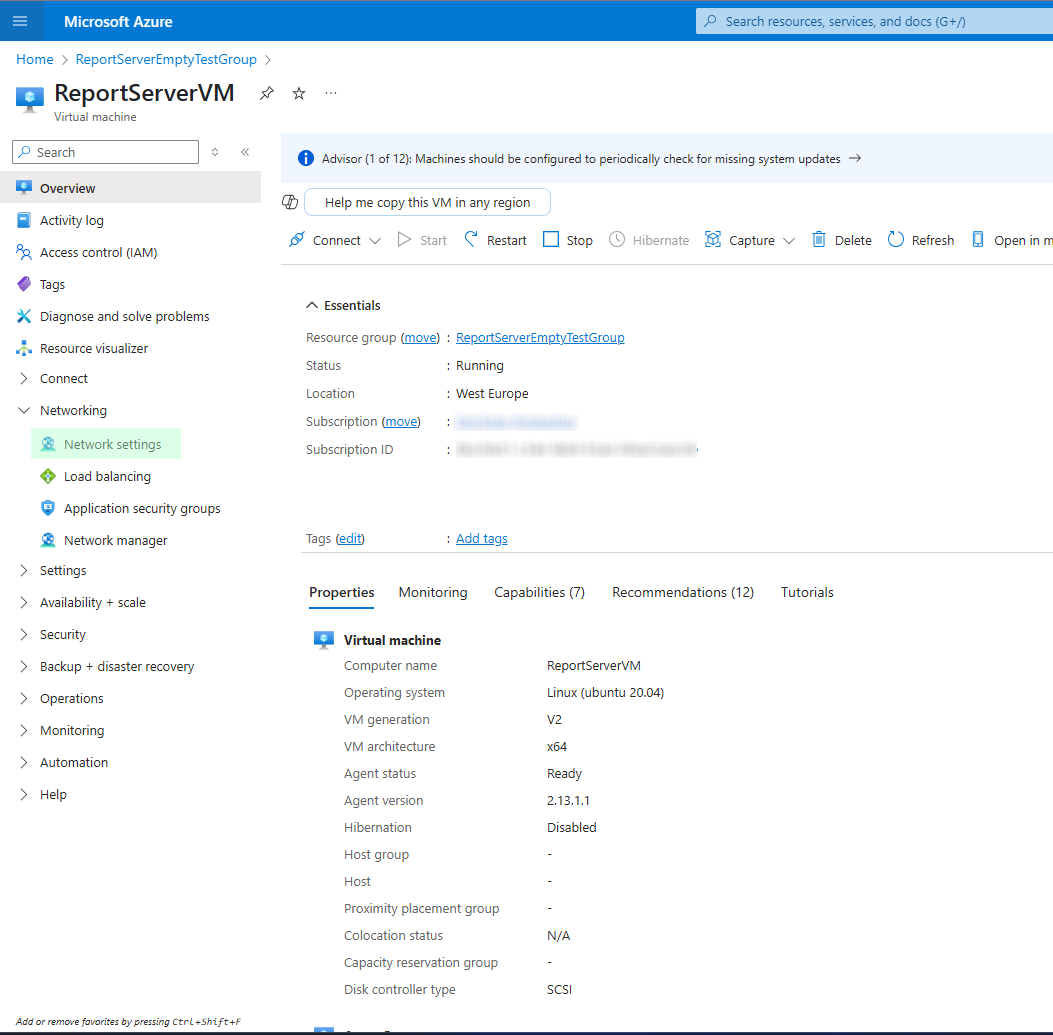 Microsoft Azure
Search resources, services, and docs (G+/)
Home > ReportServerEmptyTestGroup >
ReportServerVM
Virtual machine
Search
Overview
Activity log
Access control (IAM)
Tags
Diagnose and solve problems
Resource visualizer
Connect
Networking
Network settings
Load balancing
Application security groups
Network manager
Settings
Availability + scale
Security
Backup + disaster recovery
Operations
Monitoring
Automation
Help
Add or remove favorites by pressing Ctrl+Shift+F
Advisor (1 of 12): Machines should be configured to periodically check for missing system updates →
Help me copy this VM in any region
Connect Start Restart Stop Hibernate Capture Delete Refresh Open in m
Essentials
Resource group (move) : ReportServerEmptyTestGroup
Status : Running
Location : West Europe
Subscription (move) :
Subscription ID :
Tags (edit) : Add tags
Properties Monitoring Capabilities (7) Recommendations (12) Tutorials
Virtual machine
Computer name ReportServerVM
Operating system Linux (ubuntu 20.04)
VM generation V2
VM architecture x64
Agent status Ready
Agent version 2.13.1.1
Hibernation Disabled
Host group -
Host -
Proximity placement group -
Colocation status N/A
Capacity reservation group -
Disk controller type SCSI